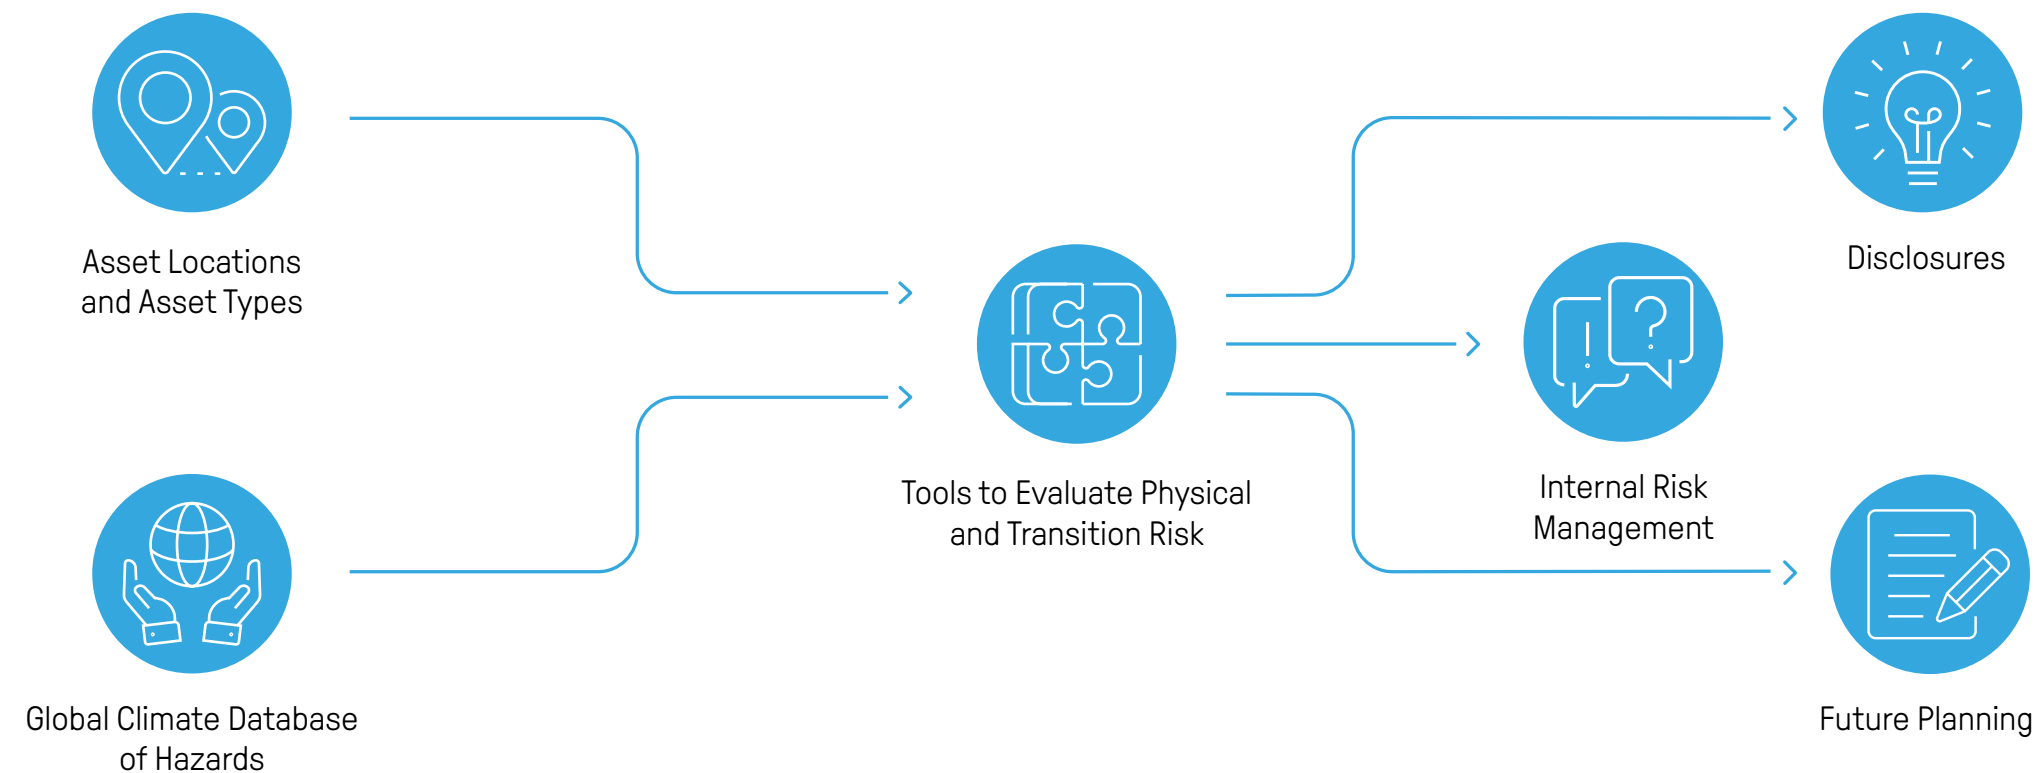 Asset Locations
and Asset Types
Global Climate Database
of Hazards
Tools to Evaluate Physical
and Transition Risk
Disclosures
Internal Risk
Management
Future Planning